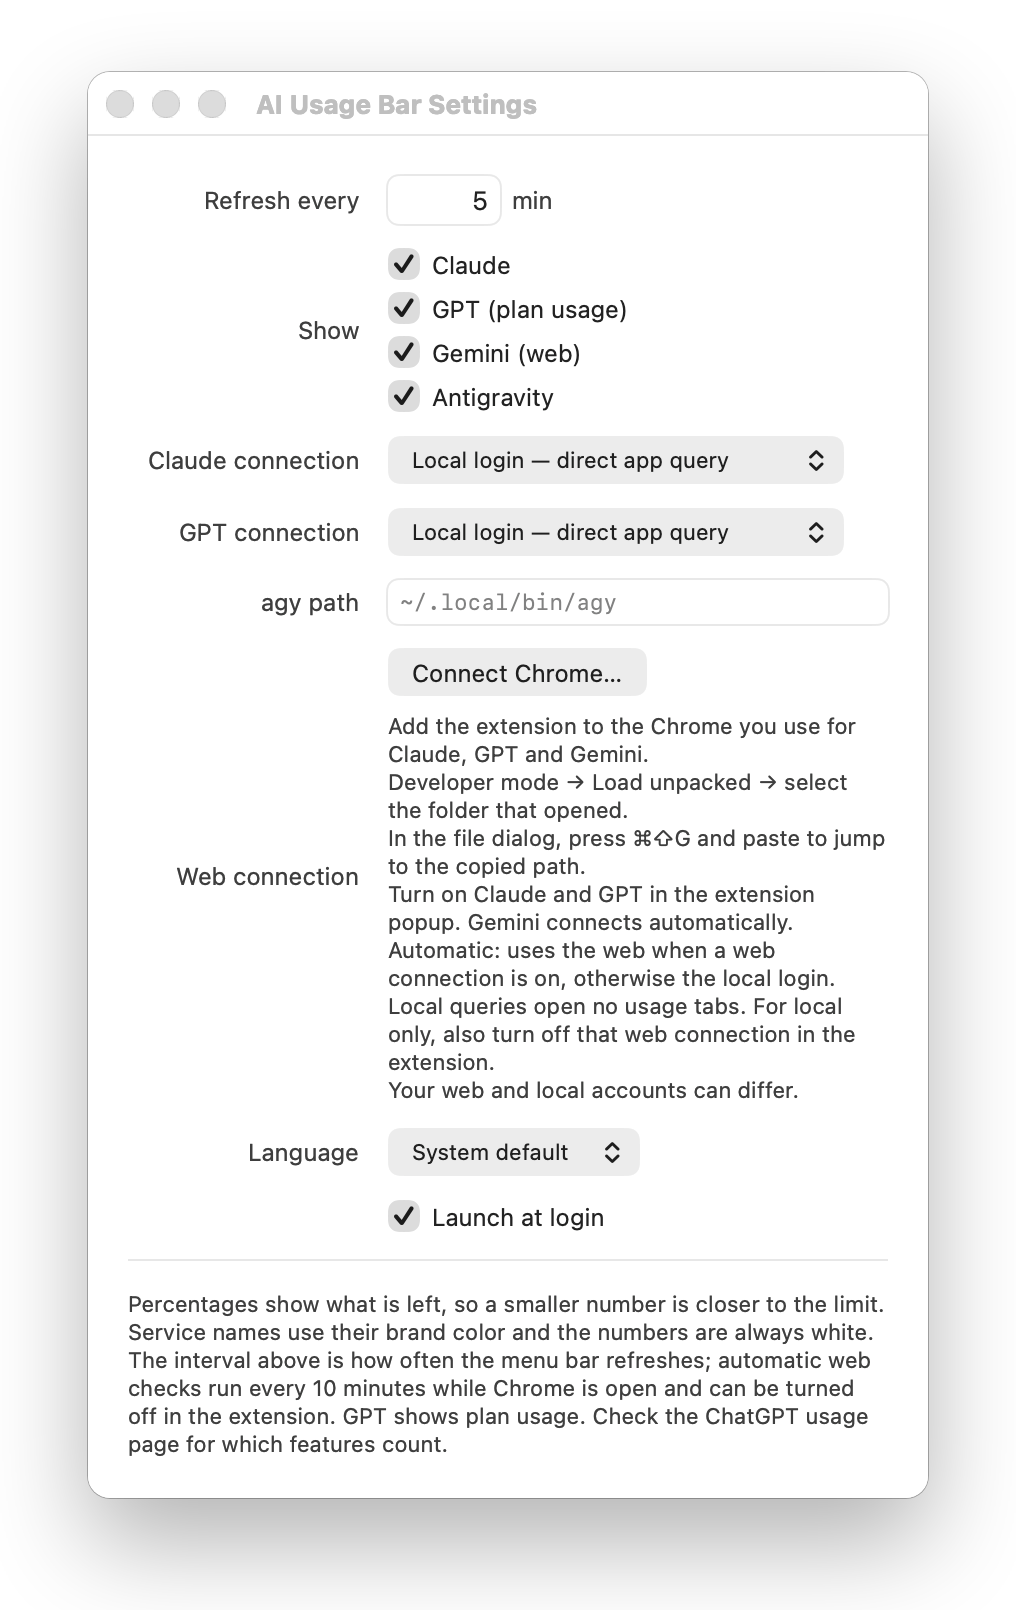 AI Usage Bar Settings
Refresh every 5 min
Show
Claude
GPT (plan usage)
Gemini (web)
Antigravity
Claude connection Local login — direct app query
GPT connection Local login — direct app query
agy path ~/.local/bin/agy
Connect Chrome...
Web connection
Add the extension to the Chrome you use for
Claude, GPT and Gemini.
Developer mode → Load unpacked → select
the folder that opened.
In the file dialog, press ⌘⇧G and paste to jump
to the copied path.
Turn on Claude and GPT in the extension
popup. Gemini connects automatically.
Automatic: uses the web when a web
connection is on, otherwise the local login.
Local queries open no usage tabs. For local
only, also turn off that web connection in the
extension.
Your web and local accounts can differ.
Language System default
Launch at login
Percentages show what is left, so a smaller number is closer to the limit.
Service names use their brand color and the numbers are always white.
The interval above is how often the menu bar refreshes; automatic web
checks run every 10 minutes while Chrome is open and can be turned
off in the extension. GPT shows plan usage. Check the ChatGPT usage
page for which features count.